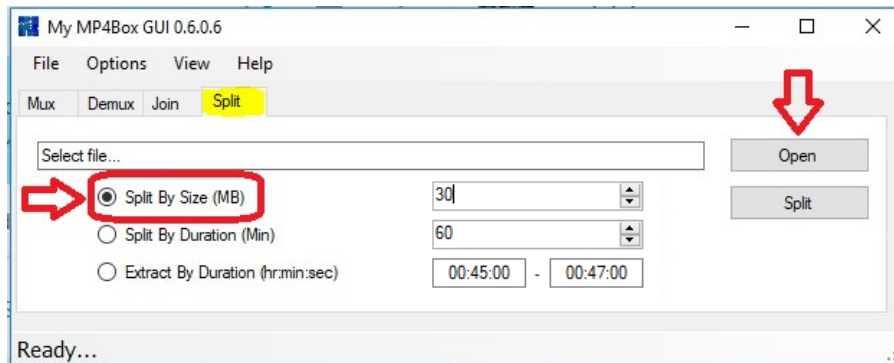 My MP4Box GUI 0.6.0.6
File Options View Help
Mux Demux Join Split
Select file... Open
Split By Size (MB) 30 Split
Split By Duration (Min) 60
Extract By Duration (hr:min:sec) 00:45:00 - 00:47:00
Ready...